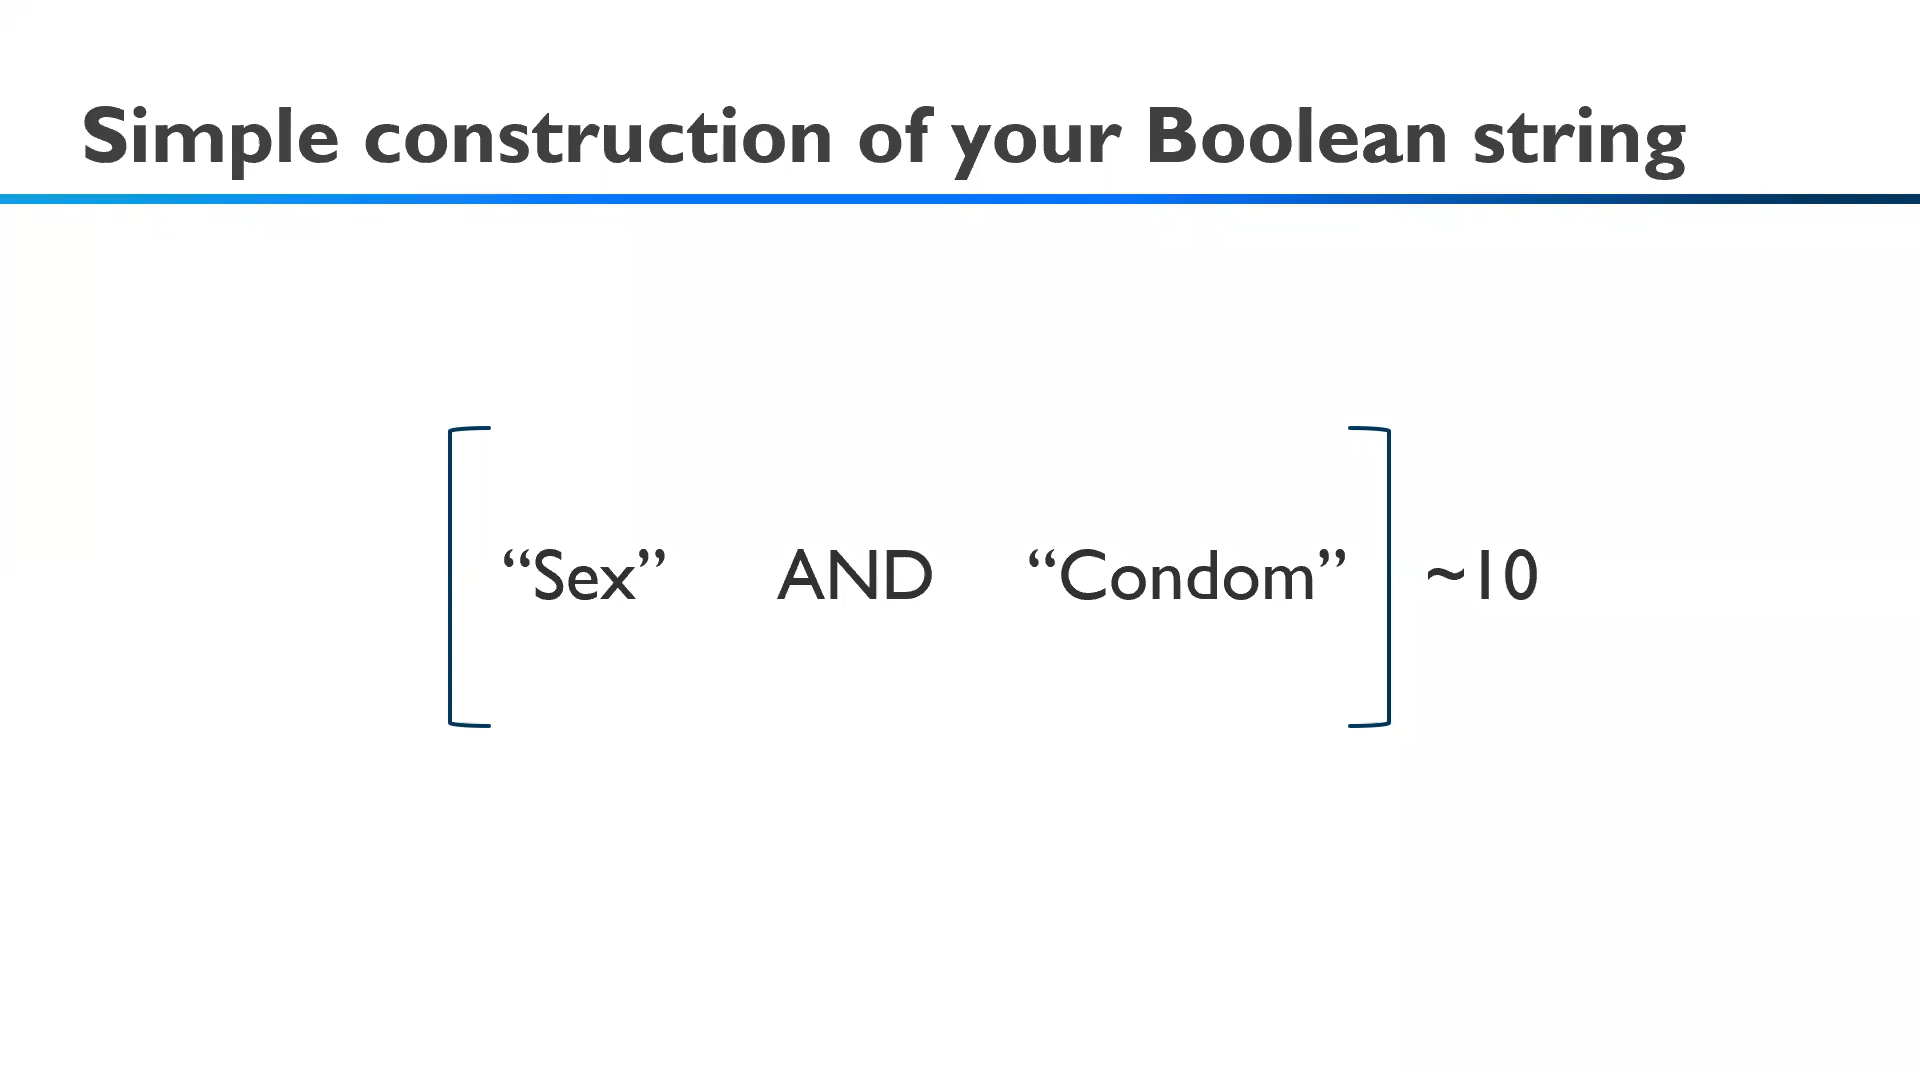 Simple construction of your Boolean string
“Sex” AND “Condom” ~10